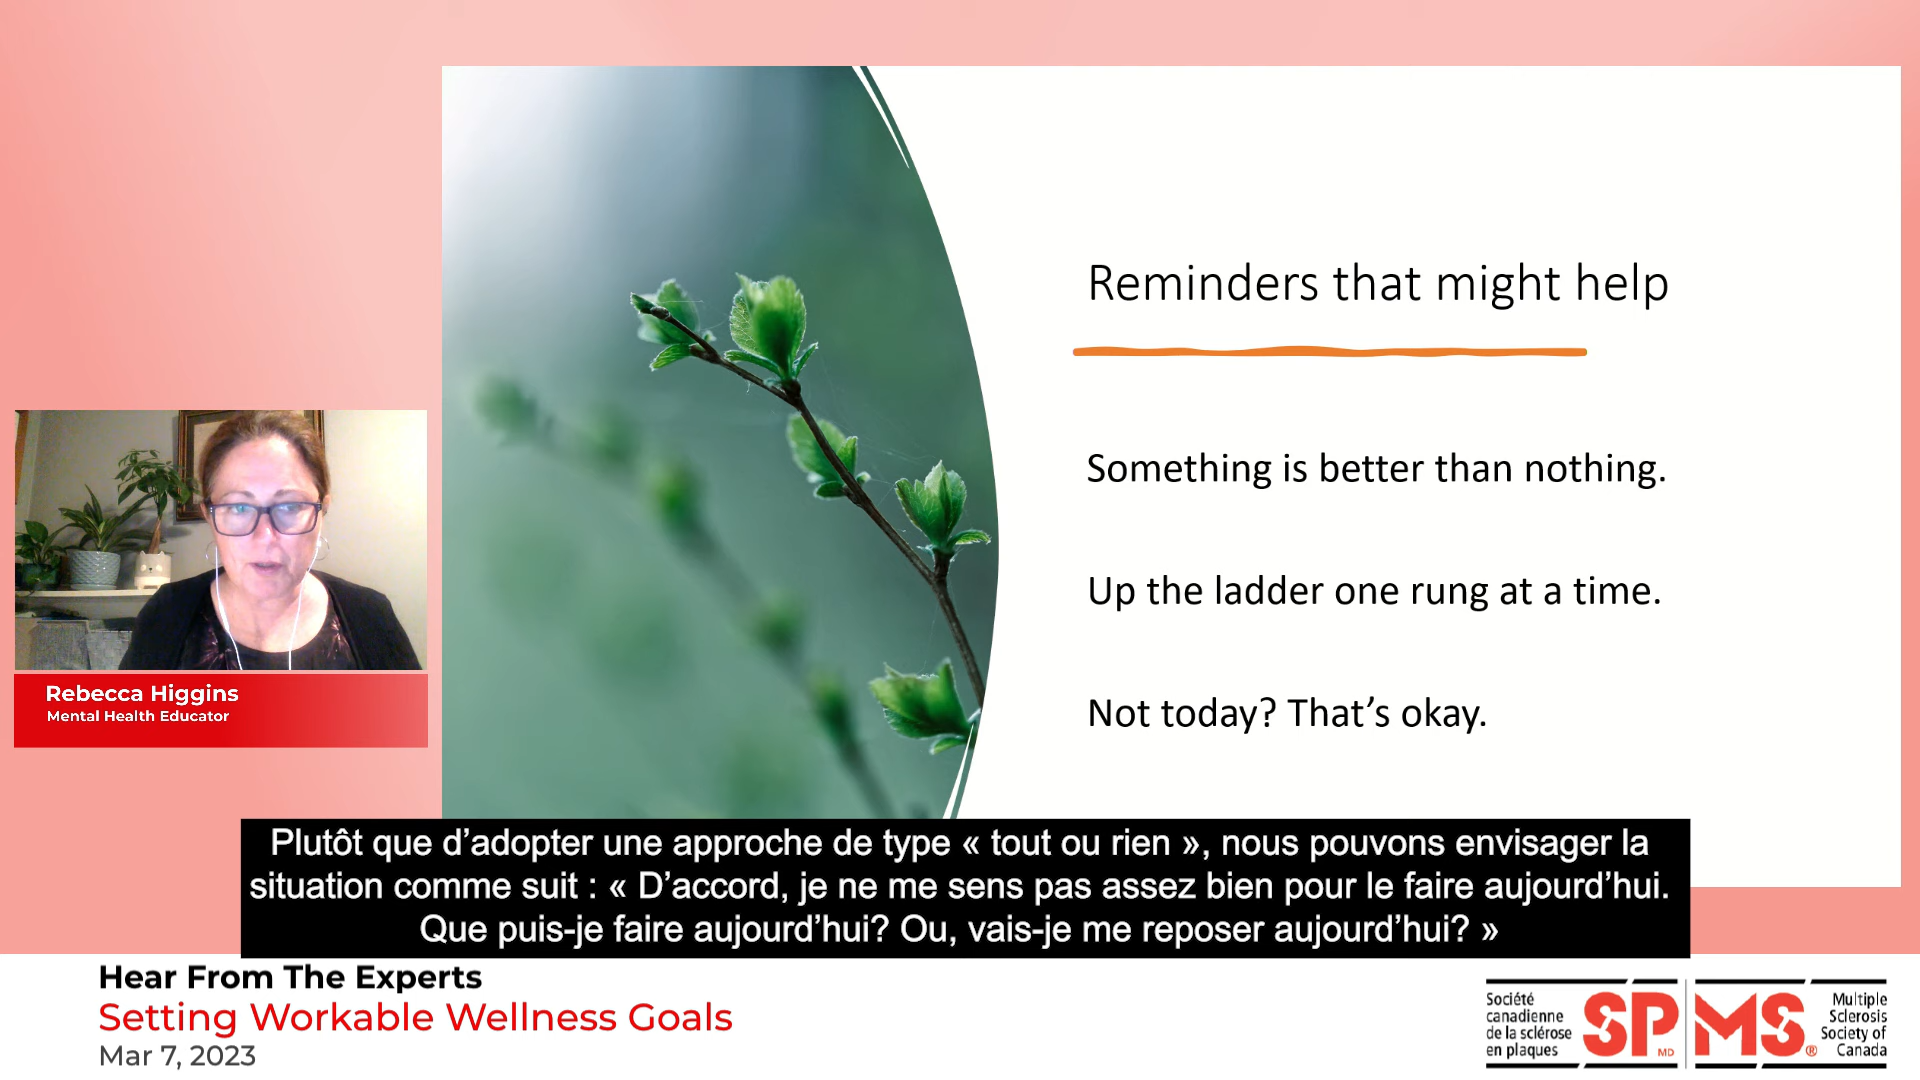 Reminders that might help
Something is better than nothing.
Up the ladder one rung at a time.
Not today? That’s okay.
Rebecca Higgins
Mental Health Educator
Plutôt que d’adopter une approche de type « tout ou rien », nous pouvons envisager la
situation comme suit : « D’accord, je ne me sens pas assez bien pour le faire aujourd’hui.
Que puis-je faire aujourd’hui? Ou, vais-je me reposer aujourd’hui? »
Hear From The Experts
Setting Workable Wellness Goals
Mar 7, 2023
Société
canadienne
de la sclérose
en plaques
SP MD
MS ®
Multiple
Sclerosis
Society of
Canada